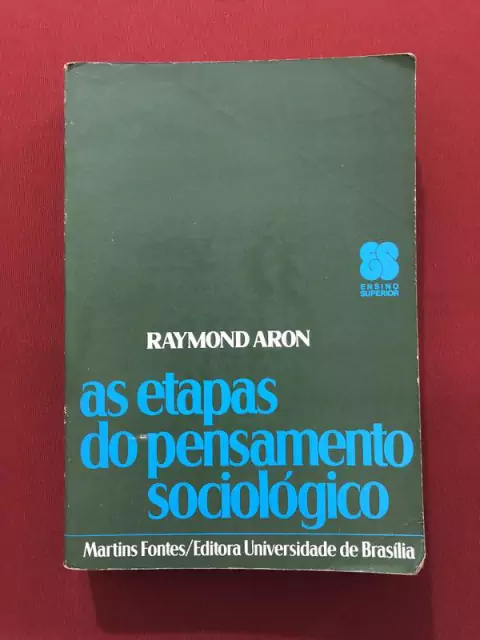 ES
ENSINO
SUPERIOR
RAYMOND ARON
as etapas
do pensamento
sociológico
Martins Fontes/Editora Universidade de Brasília